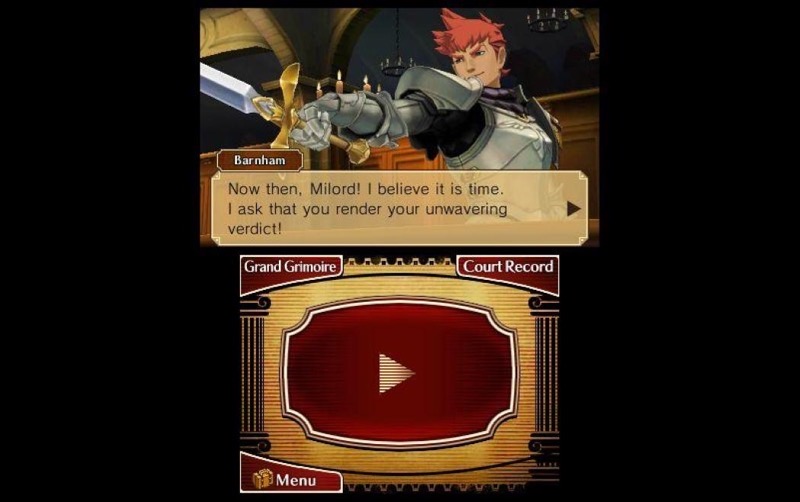 Barnham
Now then, Milord! I believe it is time.
I ask that you render your unwavering
verdict!
Grand Grimoire
Court Record
Menu